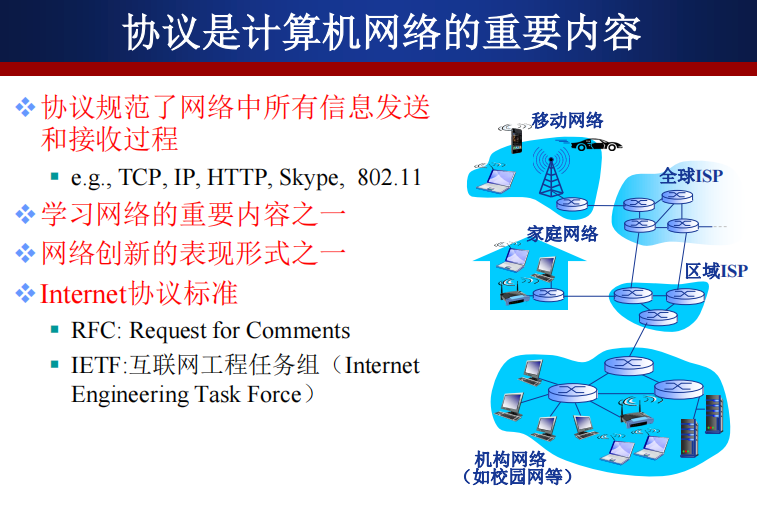 协议是计算机网络的重要内容
协议规范了网络中所有信息发送
和接收过程
e.g., TCP, IP, HTTP, Skype, 802.11
学习网络的重要内容之一
网络创新的表现形式之一
Internet协议标准
RFC: Request for Comments
IETF:互联网工程任务组（Internet
Engineering Task Force）
移动网络
全球ISP
家庭网络
区域ISP
机构网络
（如校园网等）